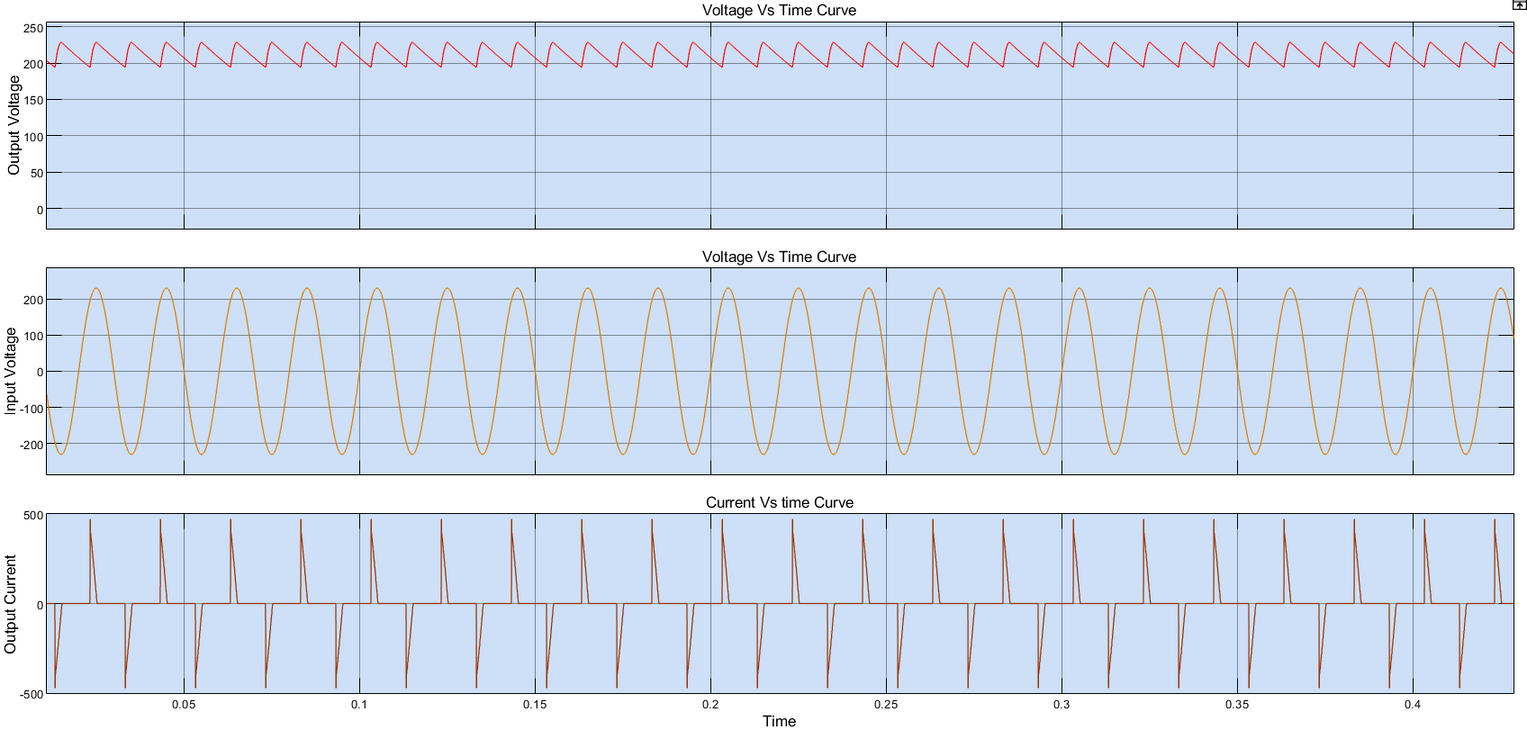 Voltage Vs Time Curve
250
200
150
100
50
0
Output Voltage
Voltage Vs Time Curve
200
100
0
-100
-200
Input Voltage
Current Vs time Curve
500
0
-500
Output Current
0.05 0.1 0.15 0.2 0.25 0.3 0.35 0.4
Time